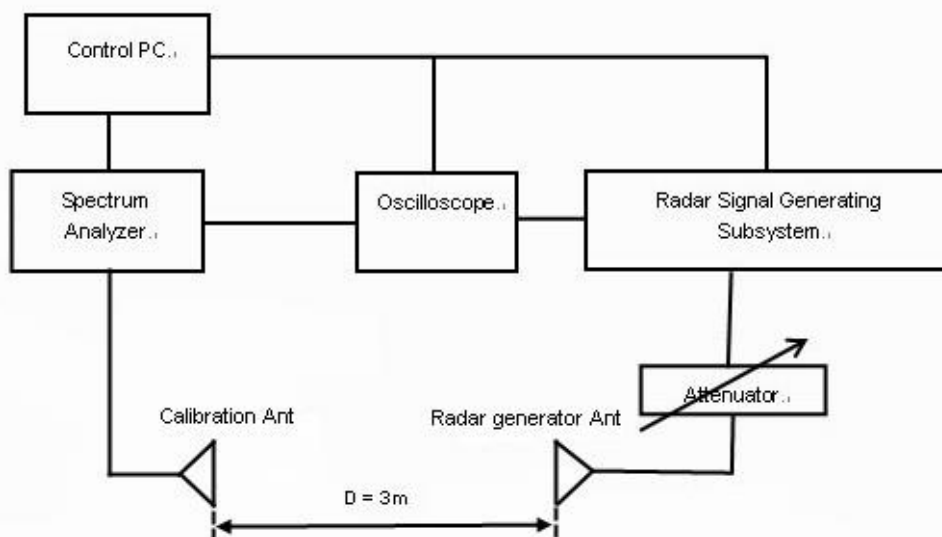 Control PC.
Spectrum
Analyzer.
Oscilloscope.
Radar Signal Generating
Subsystem.
Attenuator.
Calibration Ant
Radar generator Ant
D = 3m